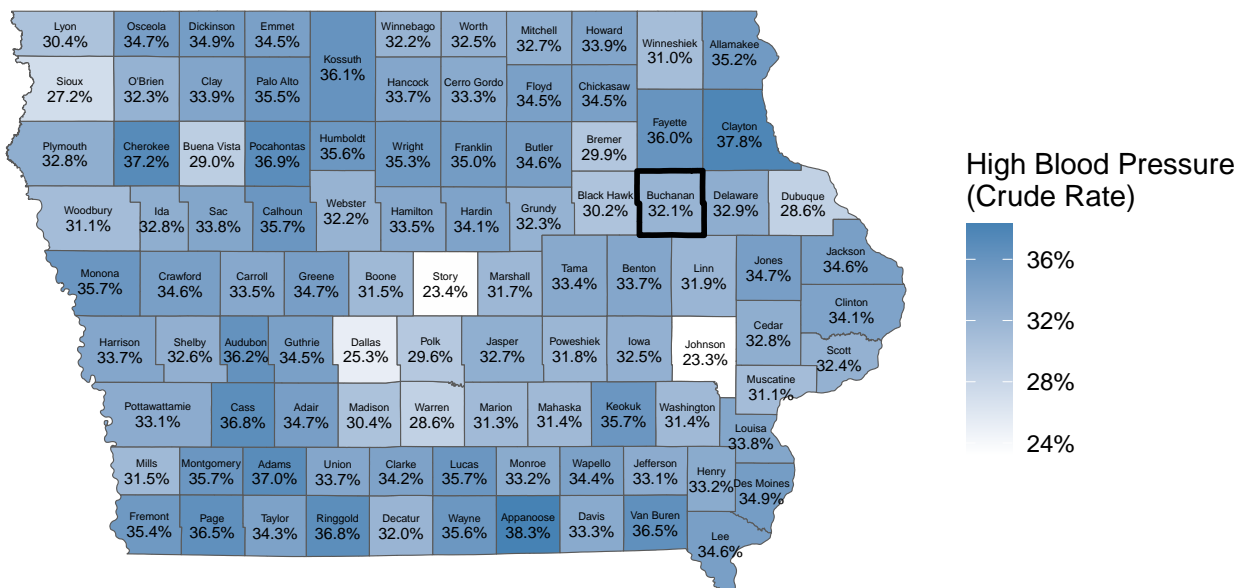 Lyon
30.4%
Osceola
34.7%
Dickinson
34.9%
Emmet
34.5%
Kossuth
36.1%
Winnebago
32.2%
Worth
32.5%
Mitchell
32.7%
Howard
33.9%
Winneshiek
31.0%
Allamakee
35.2%
Sioux
27.2%
O'Brien
32.3%
Clay
33.9%
Palo Alto
35.5%
Hancock
33.7%
Cerro Gordo
33.3%
Floyd
34.5%
Chickasaw
34.5%
Fayette
36.0%
Clayton
37.8%
Plymouth
32.8%
Cherokee
37.2%
Buena Vista
29.0%
Pocahontas
36.9%
Humboldt
35.6%
Wright
35.3%
Franklin
35.0%
Butler
34.6%
Bremer
29.9%
Woodbury
31.1%
Ida
32.8%
Sac
33.8%
Calhoun
35.7%
Webster
32.2%
Hamilton
33.5%
Hardin
34.1%
Grundy
32.3%
Black Hawk
30.2%
Buchanan
32.1%
Delaware
32.9%
Dubuque
28.6%
Monona
35.7%
Crawford
34.6%
Carroll
33.5%
Greene
34.7%
Boone
31.5%
Story
23.4%
Marshall
31.7%
Tama
33.4%
Benton
33.7%
Linn
31.9%
Jones
34.7%
Jackson
34.6%
Clinton
34.1%
Harrison
33.7%
Shelby
32.6%
Audubon
36.2%
Guthrie
34.5%
Dallas
25.3%
Polk
29.6%
Jasper
32.7%
Poweshiek
31.8%
Iowa
32.5%
Johnson
23.3%
Cedar
32.8%
Scott
32.4%
Muscatine
31.1%
Pottawattamie
33.1%
Cass
36.8%
Adair
34.7%
Madison
30.4%
Warren
28.6%
Marion
31.3%
Mahaska
31.4%
Keokuk
35.7%
Washington
31.4%
Louisa
33.8%
Mills
31.5%
Montgomery
35.7%
Adams
37.0%
Union
33.7%
Clarke
34.2%
Lucas
35.7%
Monroe
33.2%
Wapello
34.4%
Jefferson
33.1%
Henry
33.2%
Des Moines
34.9%
Fremont
35.4%
Page
36.5%
Taylor
34.3%
Ringgold
36.8%
Decatur
32.0%
Wayne
35.6%
Appanoose
38.3%
Davis
33.3%
Van Buren
36.5%
Lee
34.6%
High Blood Pressure
(Crude Rate)
36%
32%
28%
24%